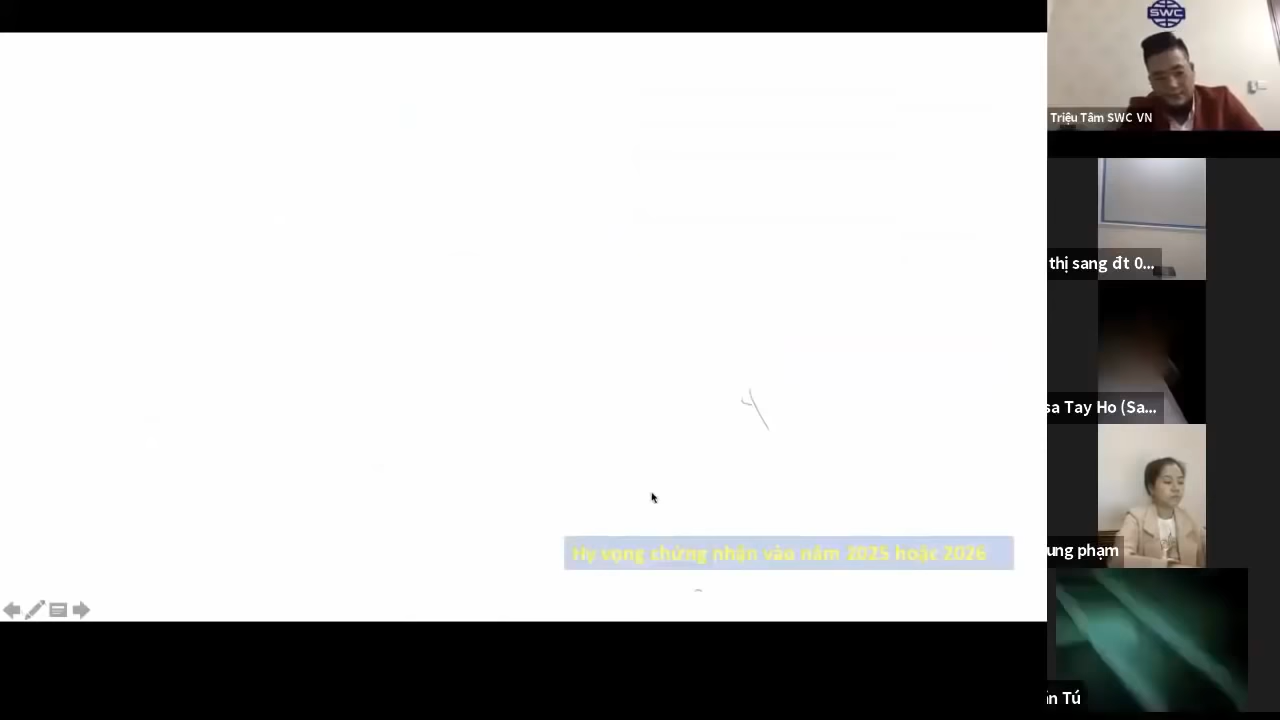 SWC
Triệu Tâm SWC VN
thị sang đt 0...
sa Tay Ho (Sa...
ung phạm
Hy vọng chứng nhận vào năm 2025 hoặc 2026
ấn Tú